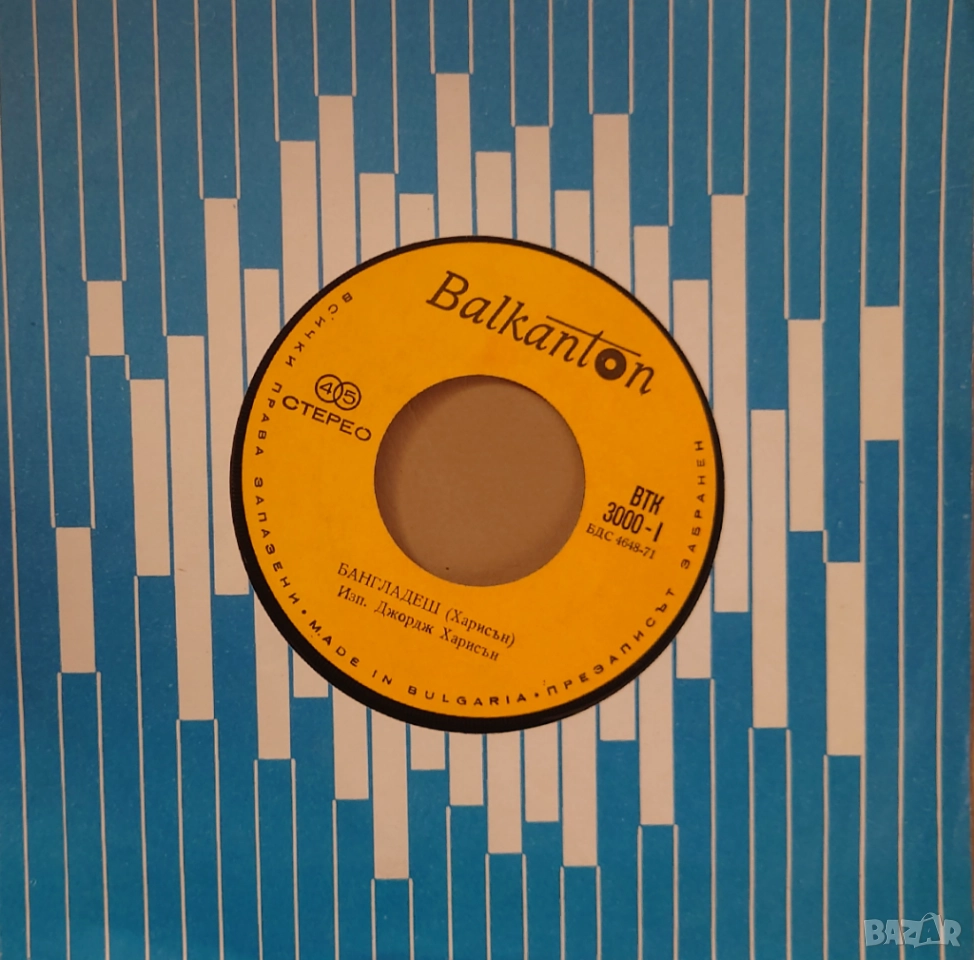 Balkanton
45
СТЕРЕО
ВТК
3000-I
БДС 4648-71
БАНГЛАДЕШ (Харисън)
Изп. Джордж Харисън
ВСИЧКИ ПРАВА ЗАПАЗЕНИ • MADE IN BULGARIA • ПРЕЗАПИСЪТ ЗАБРАНЕН
BAZAR